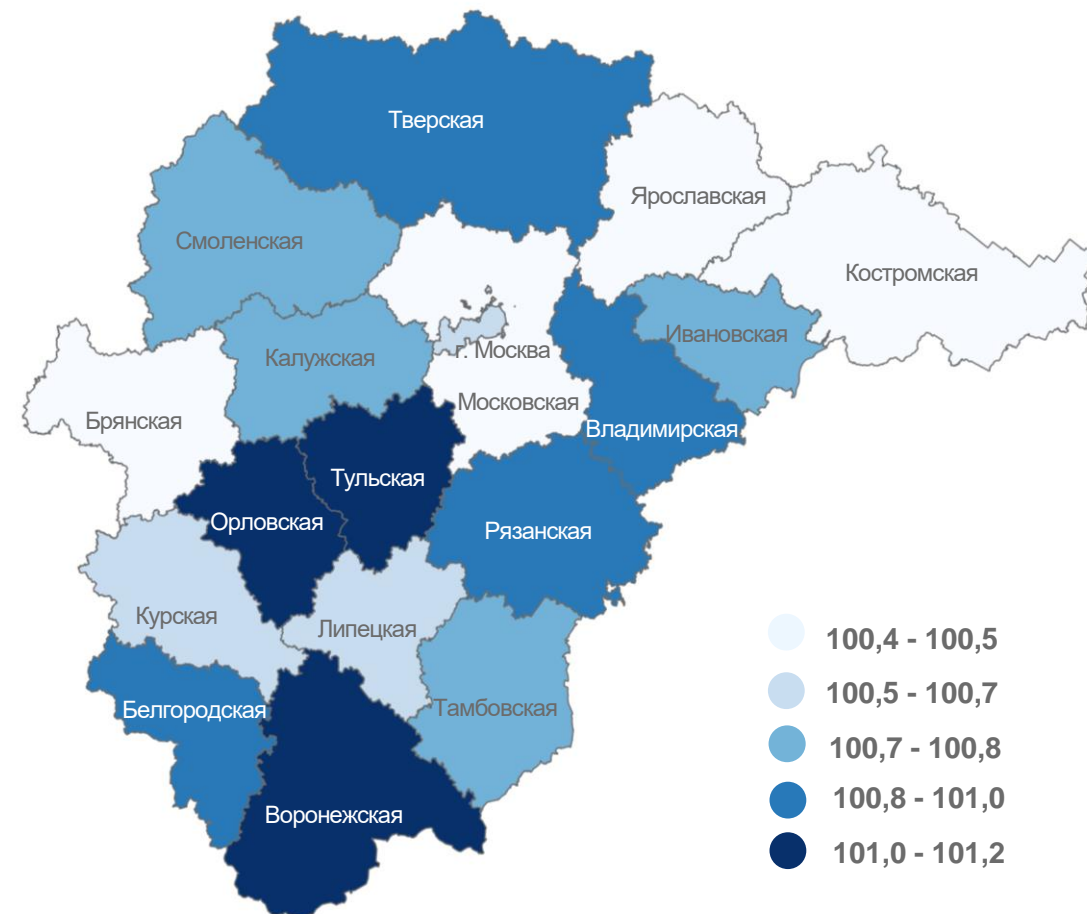 Тверская
Ярославская
Смоленская
Костромская
Ивановская
г. Москва
Калужская
Московская
Брянская
Владимирская
Тульская
Орловская
Рязанская
Курская
Липецкая
Белгородская
Тамбовская
Воронежская
100,4 - 100,5
100,5 - 100,7
100,7 - 100,8
100,8 - 101,0
101,0 - 101,2